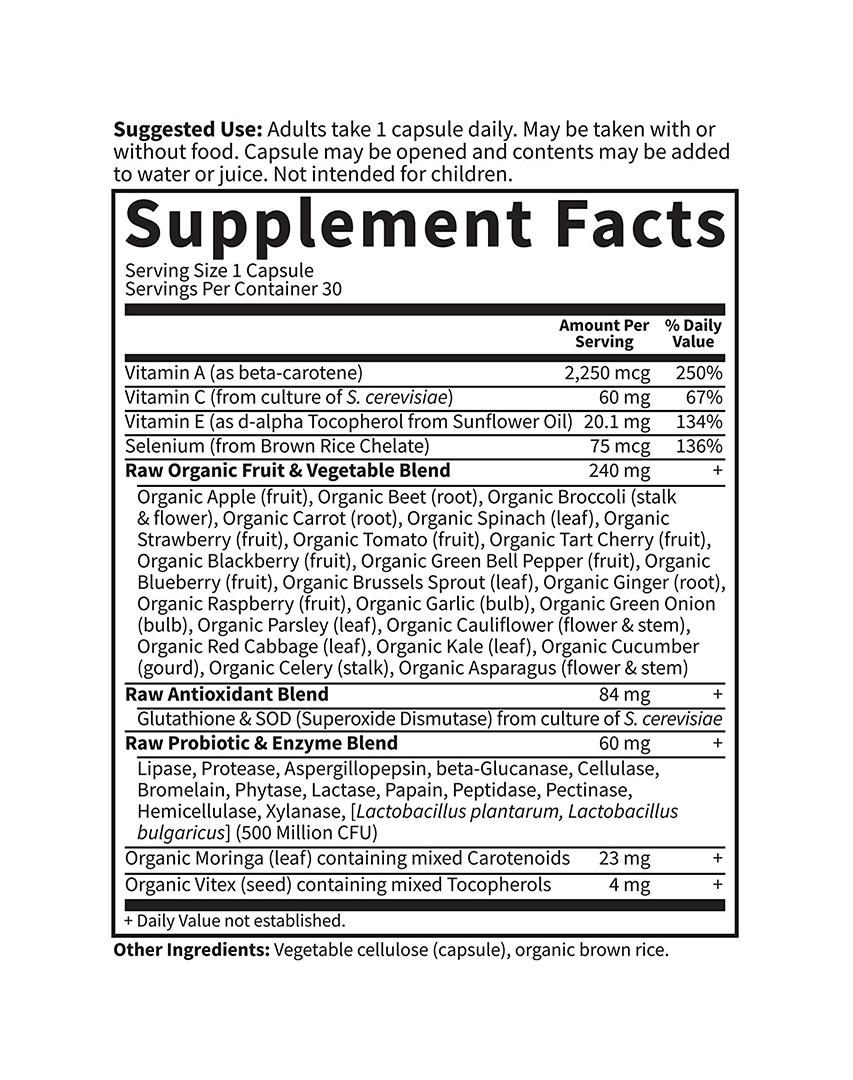 Suggested Use: Adults take 1 capsule daily. May be taken with or
without food. Capsule may be opened and contents may be added
to water or juice. Not intended for children.
Supplement Facts
Serving Size 1 Capsule
Servings Per Container 30
Amount Per Serving % Daily Value
Vitamin A (as beta-carotene) 2,250 mcg 250%
Vitamin C (from culture of S. cerevisiae) 60 mg 67%
Vitamin E (as d-alpha Tocopherol from Sunflower Oil) 20.1 mg 134%
Selenium (from Brown Rice Chelate) 75 mcg 136%
Raw Organic Fruit & Vegetable Blend 240 mg +
Organic Apple (fruit), Organic Beet (root), Organic Broccoli (stalk
& flower), Organic Carrot (root), Organic Spinach (leaf), Organic
Strawberry (fruit), Organic Tomato (fruit), Organic Tart Cherry (fruit),
Organic Blackberry (fruit), Organic Green Bell Pepper (fruit), Organic
Blueberry (fruit), Organic Brussels Sprout (leaf), Organic Ginger (root),
Organic Raspberry (fruit), Organic Garlic (bulb), Organic Green Onion
(bulb), Organic Parsley (leaf), Organic Cauliflower (flower & stem),
Organic Red Cabbage (leaf), Organic Kale (leaf), Organic Cucumber
(gourd), Organic Celery (stalk), Organic Asparagus (flower & stem)
Raw Antioxidant Blend 84 mg +
Glutathione & SOD (Superoxide Dismutase) from culture of S. cerevisiae
Raw Probiotic & Enzyme Blend 60 mg +
Lipase, Protease, Aspergillopepsin, beta-Glucanase, Cellulase,
Bromelain, Phytase, Lactase, Papain, Peptidase, Pectinase,
Hemicellulase, Xylanase, [Lactobacillus plantarum, Lactobacillus
bulgaricus] (500 Million CFU)
Organic Moringa (leaf) containing mixed Carotenoids 23 mg +
Organic Vitex (seed) containing mixed Tocopherols 4 mg +
+ Daily Value not established.
Other Ingredients: Vegetable cellulose (capsule), organic brown rice.